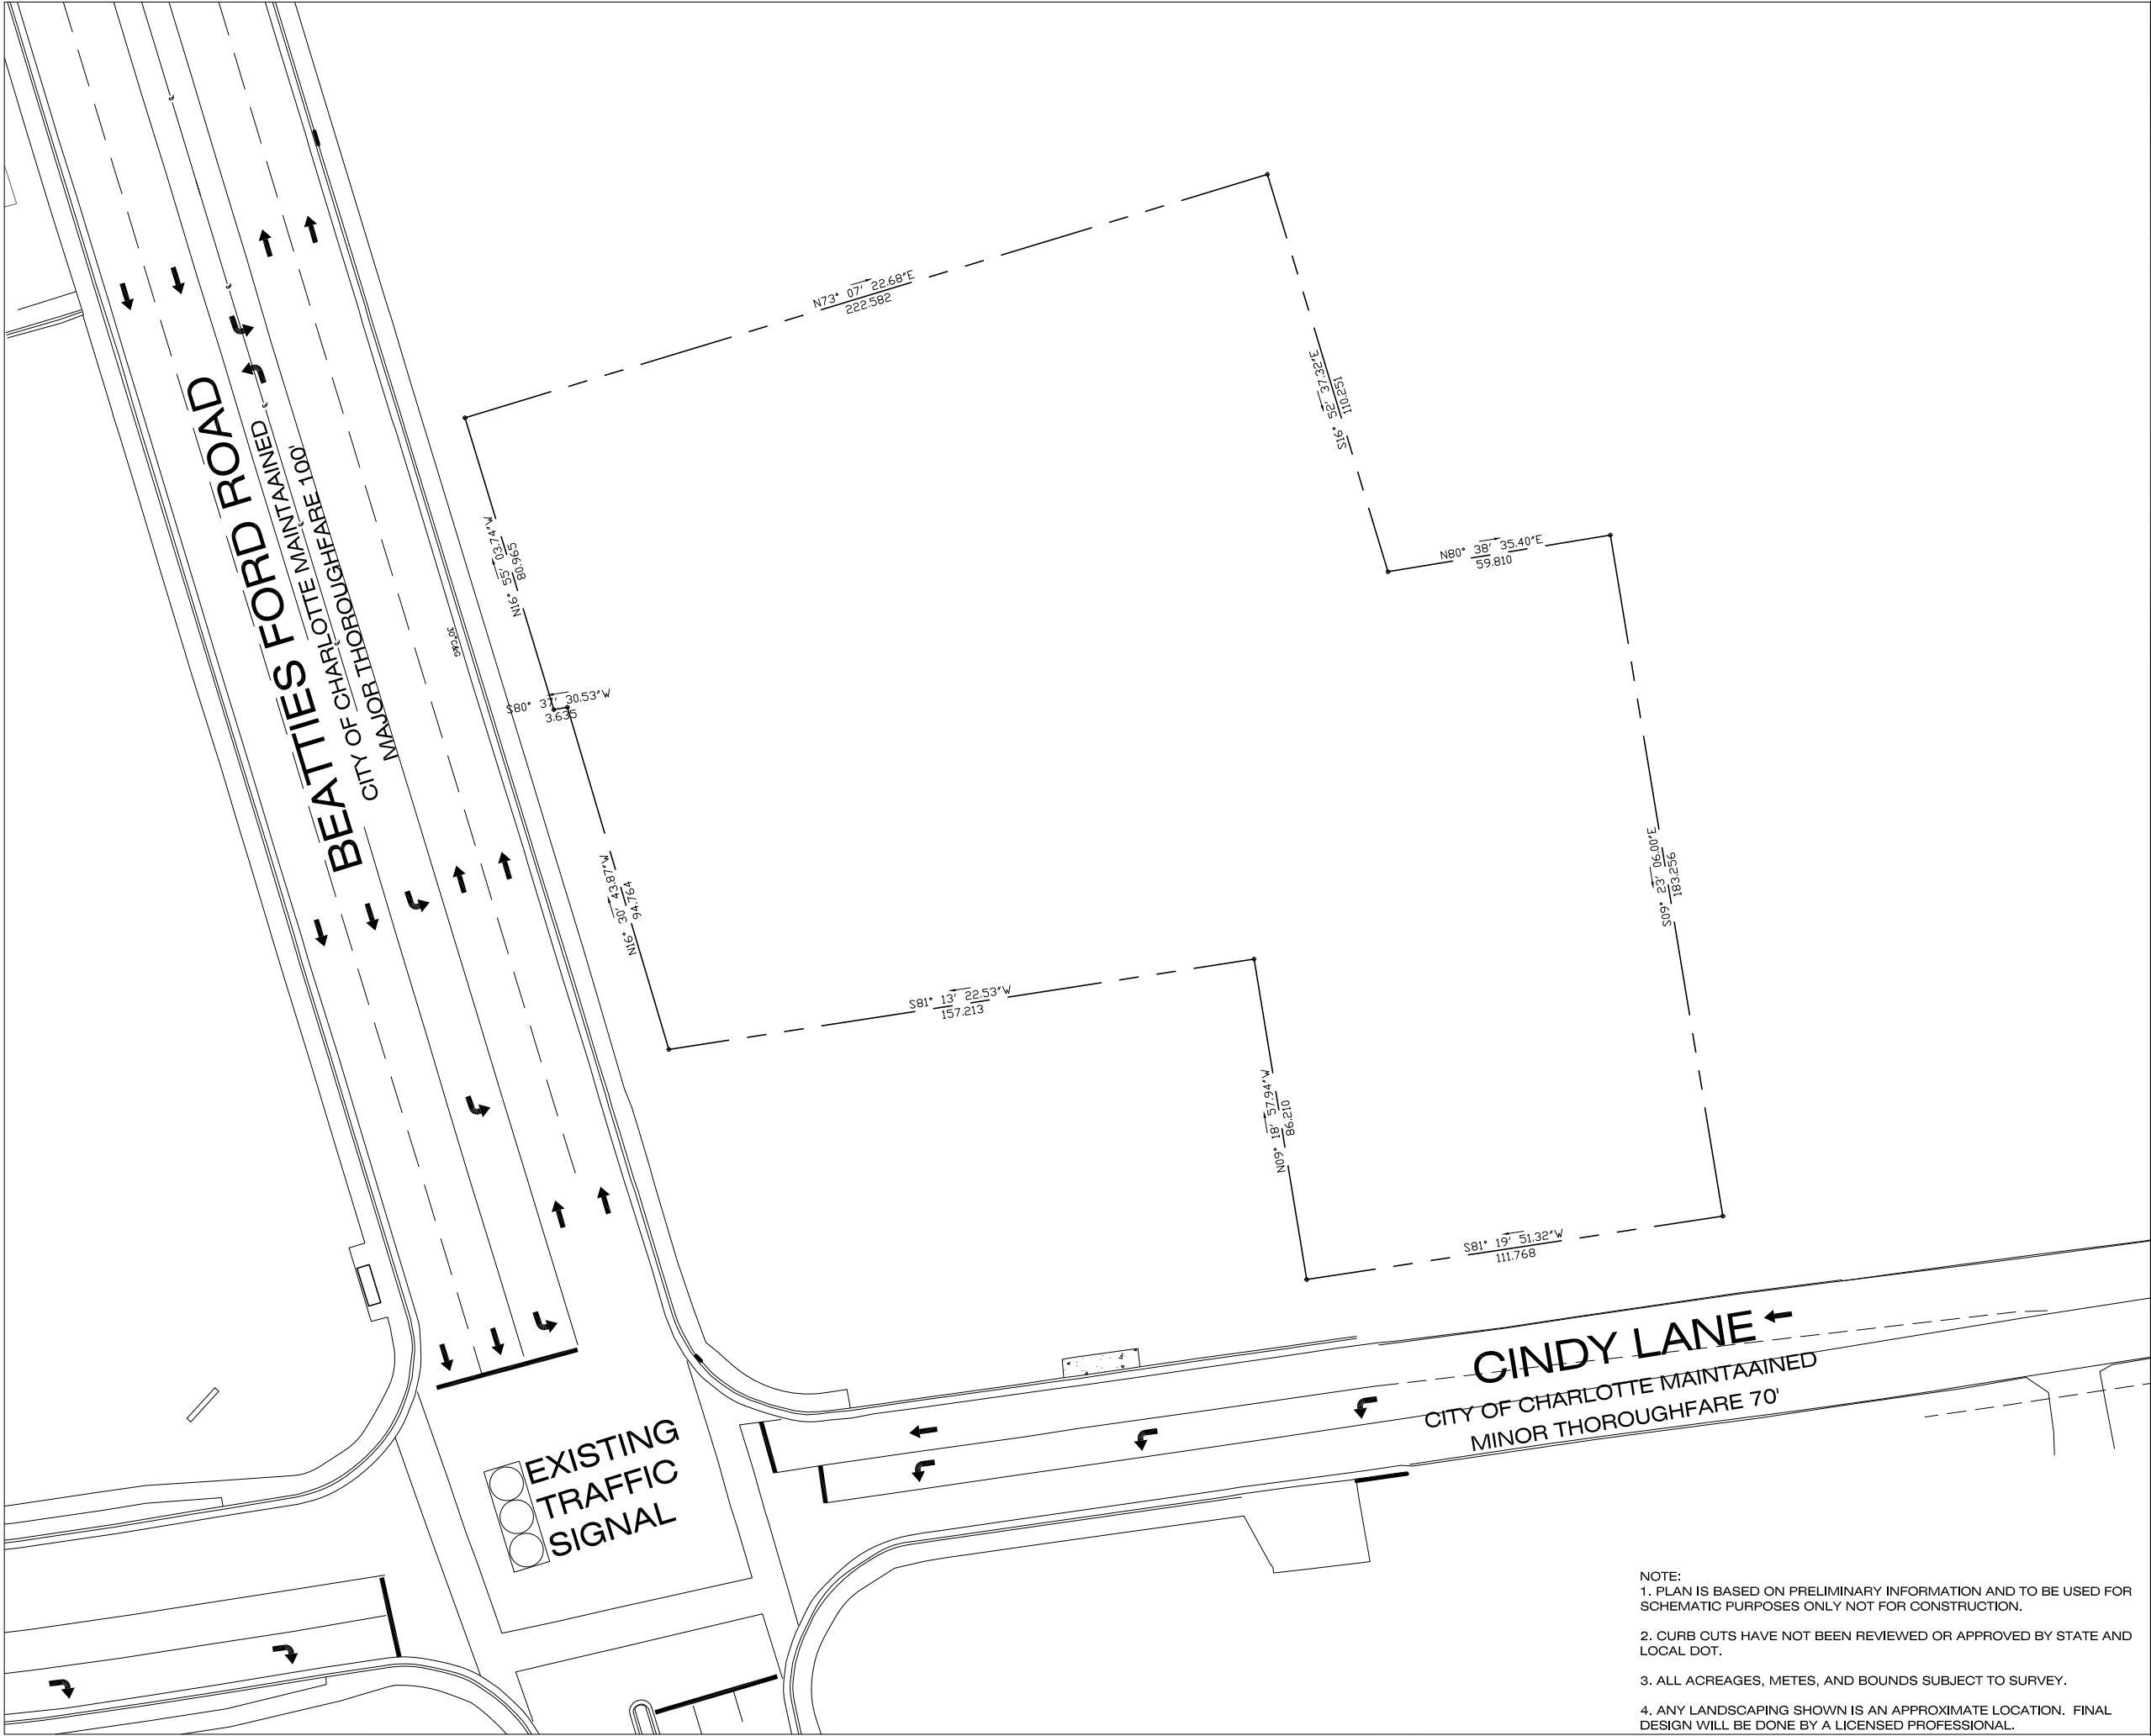 N73° 07' 22.68"E
222.582
S16° 52' 37.32"E
110.251
N80° 38' 35.40"E
59.810
N16° 55' 03.74"W
80.965
S80° 37' 30.53"W
3.635
30"C&G
BEATTIES FORD ROAD
CITY OF CHARLOTTE MAINTAAINED
MAJOR THOROUGHFEARE 100'
N16° 30' 43.87"W
94.764
S09° 23' 06.00"E
183.256
S81° 13' 22.53"W
157.213
N09° 18' 57.94"W
86.210
S81° 19' 51.32"W
111.768
CINDY LANE
CITY OF CHARLOTTE MAINTAAINED
MINOR THOROUGHFARE 70'
EXISTING
TRAFFIC
SIGNAL
NOTE:
1. PLAN IS BASED ON PRELIMINARY INFORMATION AND TO BE USED FOR
SCHEMATIC PURPOSES ONLY NOT FOR CONSTRUCTION.
2. CURB CUTS HAVE NOT BEEN REVIEWED OR APPROVED BY STATE AND
LOCAL DOT.
3. ALL ACREAGES, METES, AND BOUNDS SUBJECT TO SURVEY.
4. ANY LANDSCAPING SHOWN IS AN APPROXIMATE LOCATION. FINAL
DESIGN WILL BE DONE BY A LICENSED PROFESSIONAL.